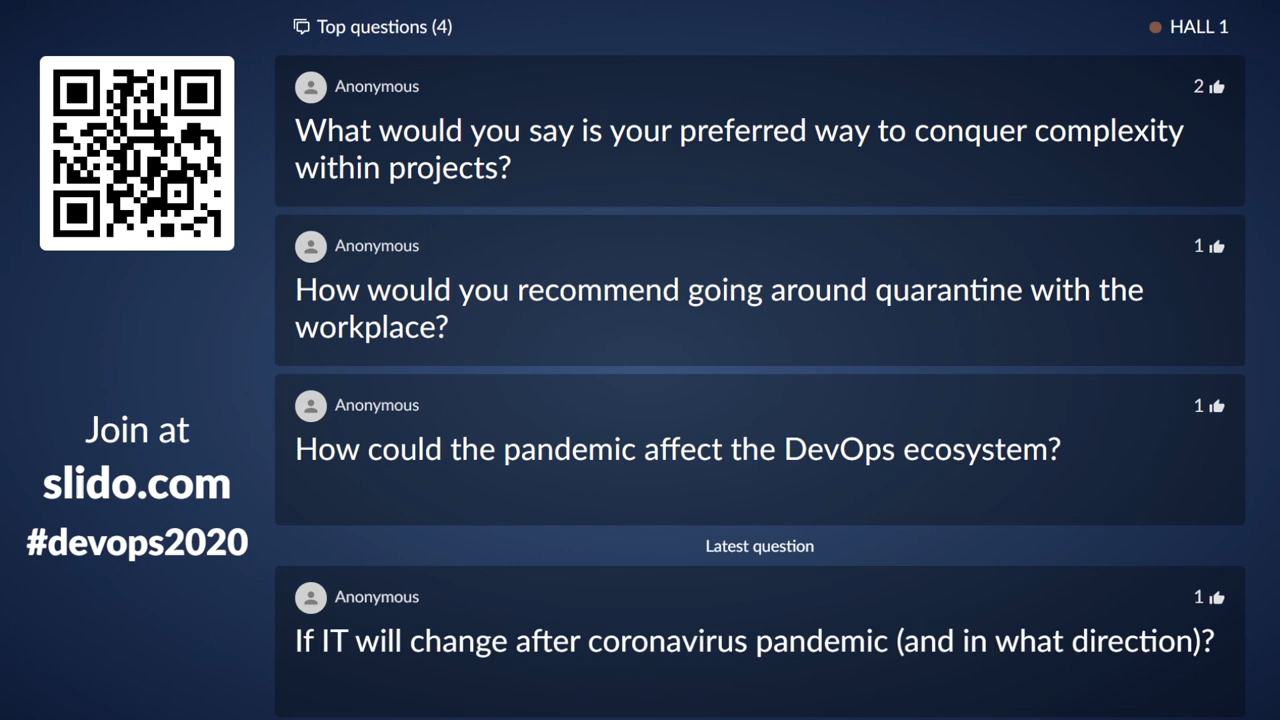 Top questions (4)
HALL 1
Anonymous
2
What would you say is your preferred way to conquer complexity
within projects?
Anonymous
1
How would you recommend going around quarantine with the
workplace?
Anonymous
1
How could the pandemic affect the DevOps ecosystem?
Latest question
Anonymous
1
If IT will change after coronavirus pandemic (and in what direction)?
Join at
slido.com
#devops2020